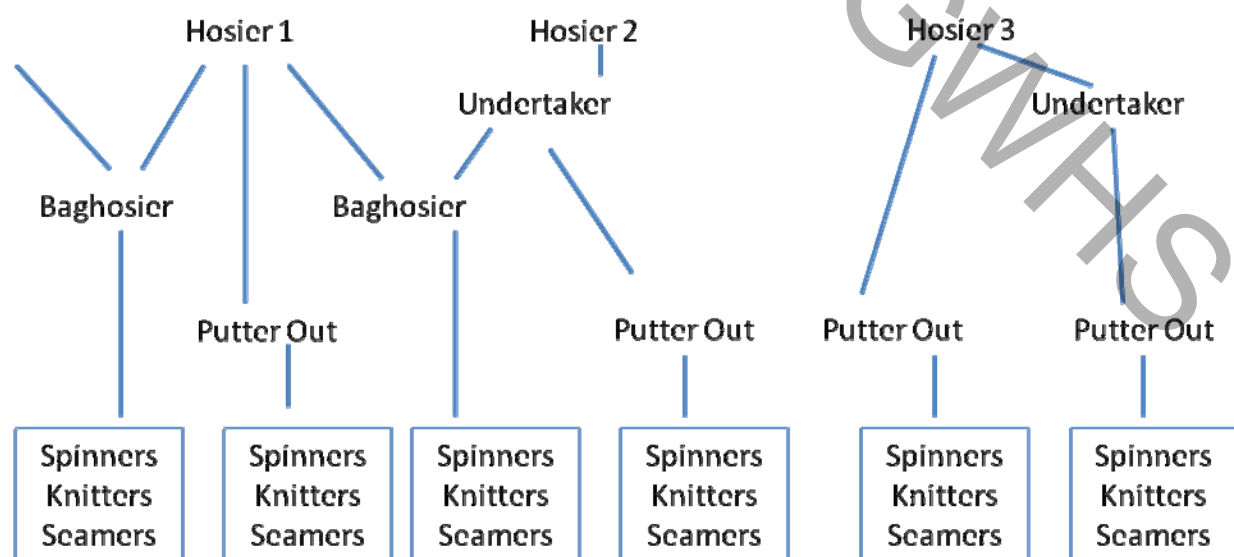 Hosier 1
Hosier 2
Hosier 3
Undertaker
Undertaker
Baghosier
Baghosier
Putter Out
Putter Out
Putter Out
Putter Out
Spinners
Knitters
Seamers
Spinners
Knitters
Seamers
Spinners
Knitters
Seamers
Spinners
Knitters
Seamers
Spinners
Knitters
Seamers
Spinners
Knitters
Seamers
GWHS